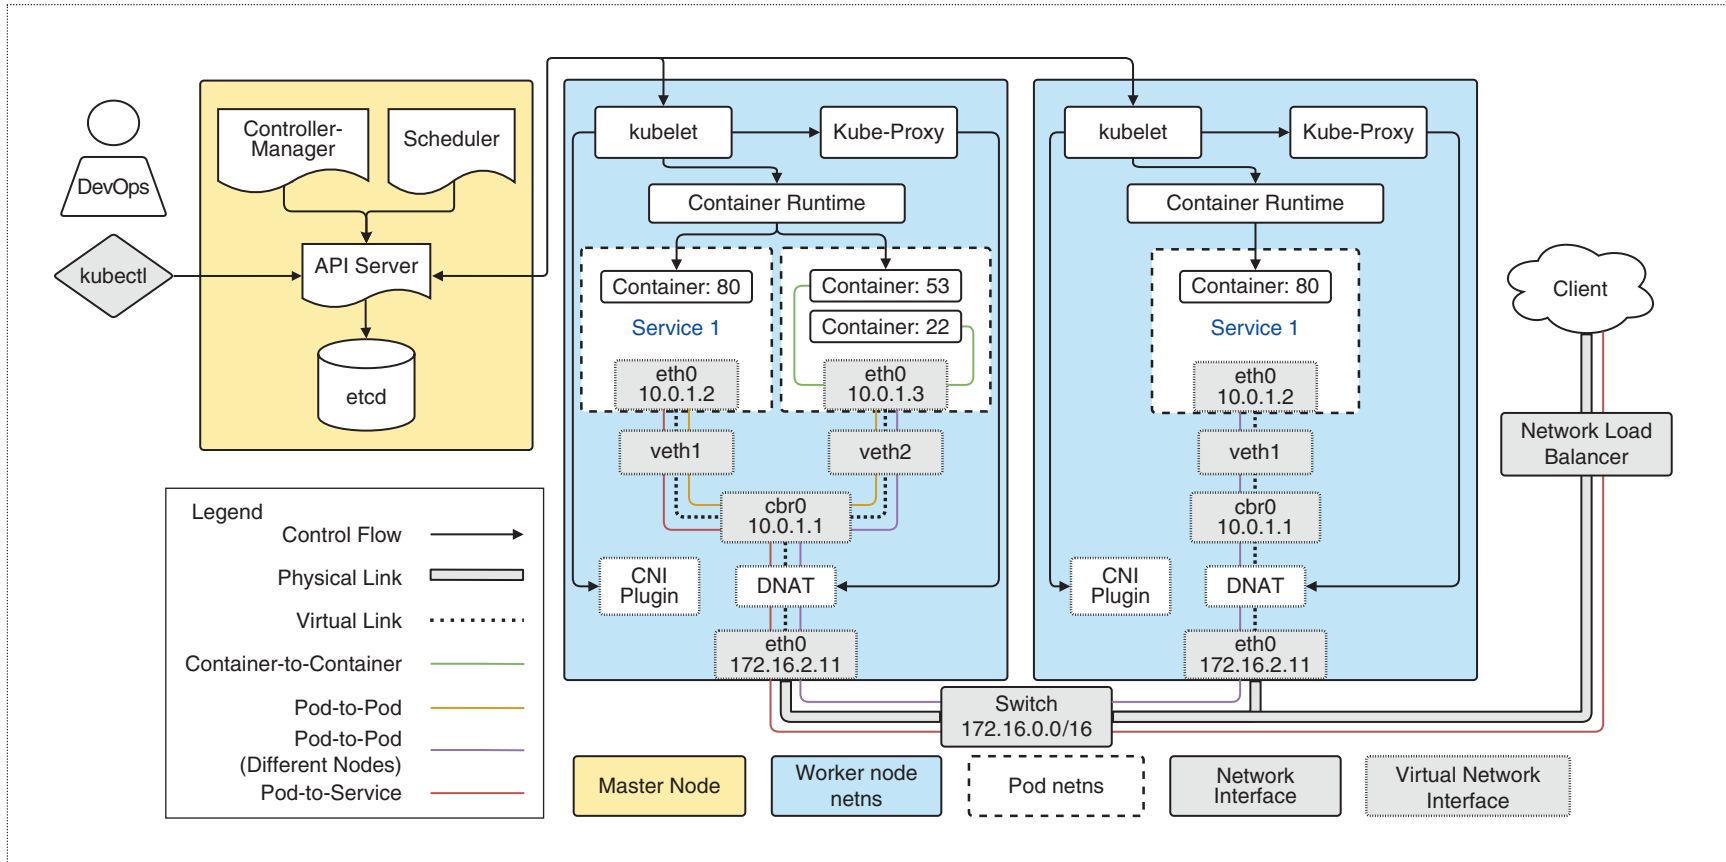 DevOps
kubectl
Controller-
Manager
Scheduler
API Server
etcd
kubelet
Kube-Proxy
Container Runtime
Container: 80
Service 1
eth0
10.0.1.2
Container: 53
Container: 22
eth0
10.0.1.3
veth1
veth2
cbr0
10.0.1.1
CNI
Plugin
DNAT
eth0
172.16.2.11
kubelet
Kube-Proxy
Container Runtime
Container: 80
Service 1
eth0
10.0.1.2
veth1
cbr0
10.0.1.1
CNI
Plugin
DNAT
eth0
172.16.2.11
Client
Network Load
Balancer
Switch
172.16.0.0/16
Legend
Control Flow
Physical Link
Virtual Link
Container-to-Container
Pod-to-Pod
Pod-to-Pod
(Different Nodes)
Pod-to-Service
Master Node
Worker node
netns
Pod netns
Network
Interface
Virtual Network
Interface